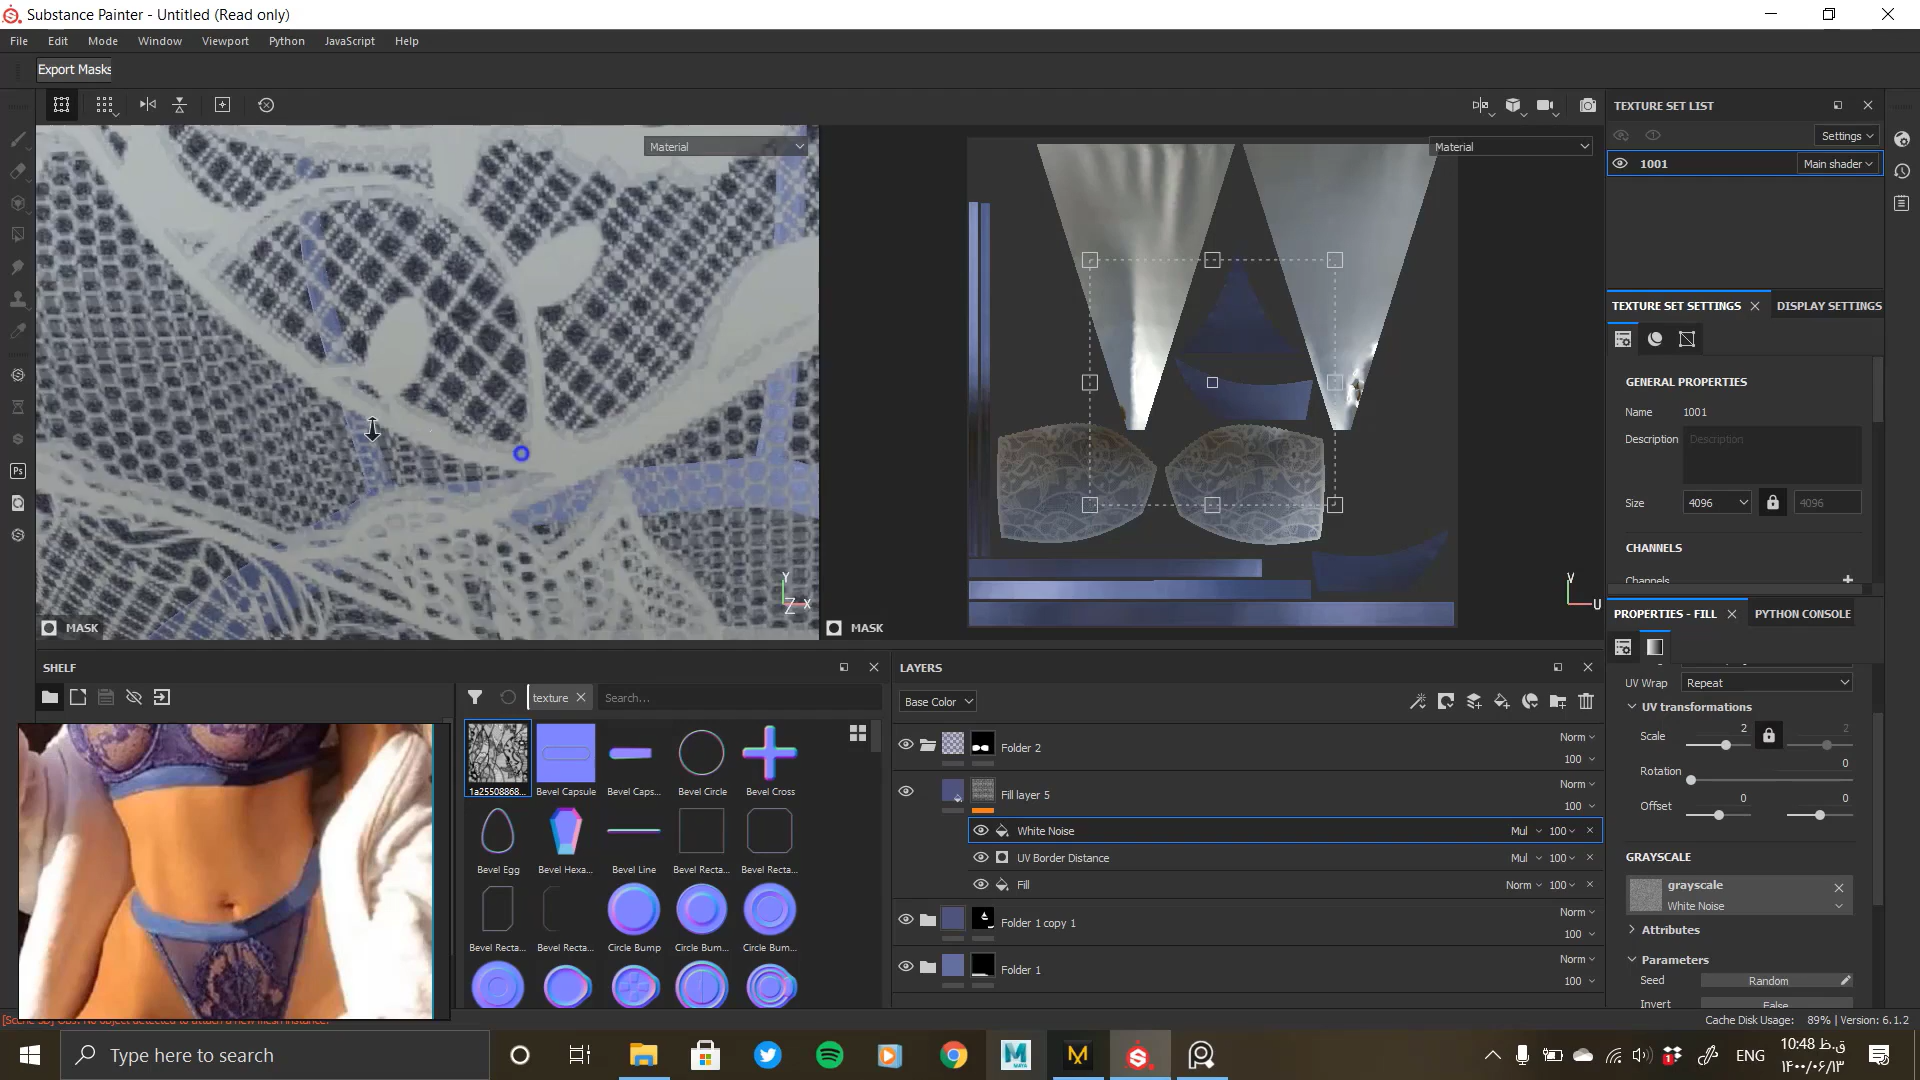 Substance Painter - Untitled (Read only)
File Edit Mode Window Viewport Python JavaScript Help
Export Masks
TEXTURE SET LIST
Material
Material
Settings
1001
Main shader
TEXTURE SET SETTINGS
DISPLAY SETTINGS
GENERAL PROPERTIES
Name 1001
Description Description
Size 4096 4096
CHANNELS
Channels
Y
Z X
V
U
MASK
MASK
PROPERTIES - FILL
PYTHON CONSOLE
UV Wrap Repeat
UV transformations
Scale 2 2
Rotation 0
Offset 0 0
GRAYSCALE
grayscale
White Noise
Attributes
Parameters
Seed Random
Invert False
SHELF
texture
Search...
1a25508868... Bevel Capsule Bevel Caps... Bevel Circle Bevel Cross
Bevel Egg Bevel Hexa... Bevel Line Bevel Recta... Bevel Recta...
Bevel Recta... Bevel Recta... Circle Bump Circle Bum... Circle Bum...
LAYERS
Base Color
Folder 2 Norm 100
Fill layer 5 Norm 100
White Noise Mul 100
UV Border Distance Mul 100
Fill Norm 100
Folder 1 copy 1 Norm 100
Folder 1 Norm 100
Cache Disk Usage: 89% | Version: 6.1.2
Type here to search
ENG
10:48 ق.ظ
۱۴۰۰/۰۶/۱۳